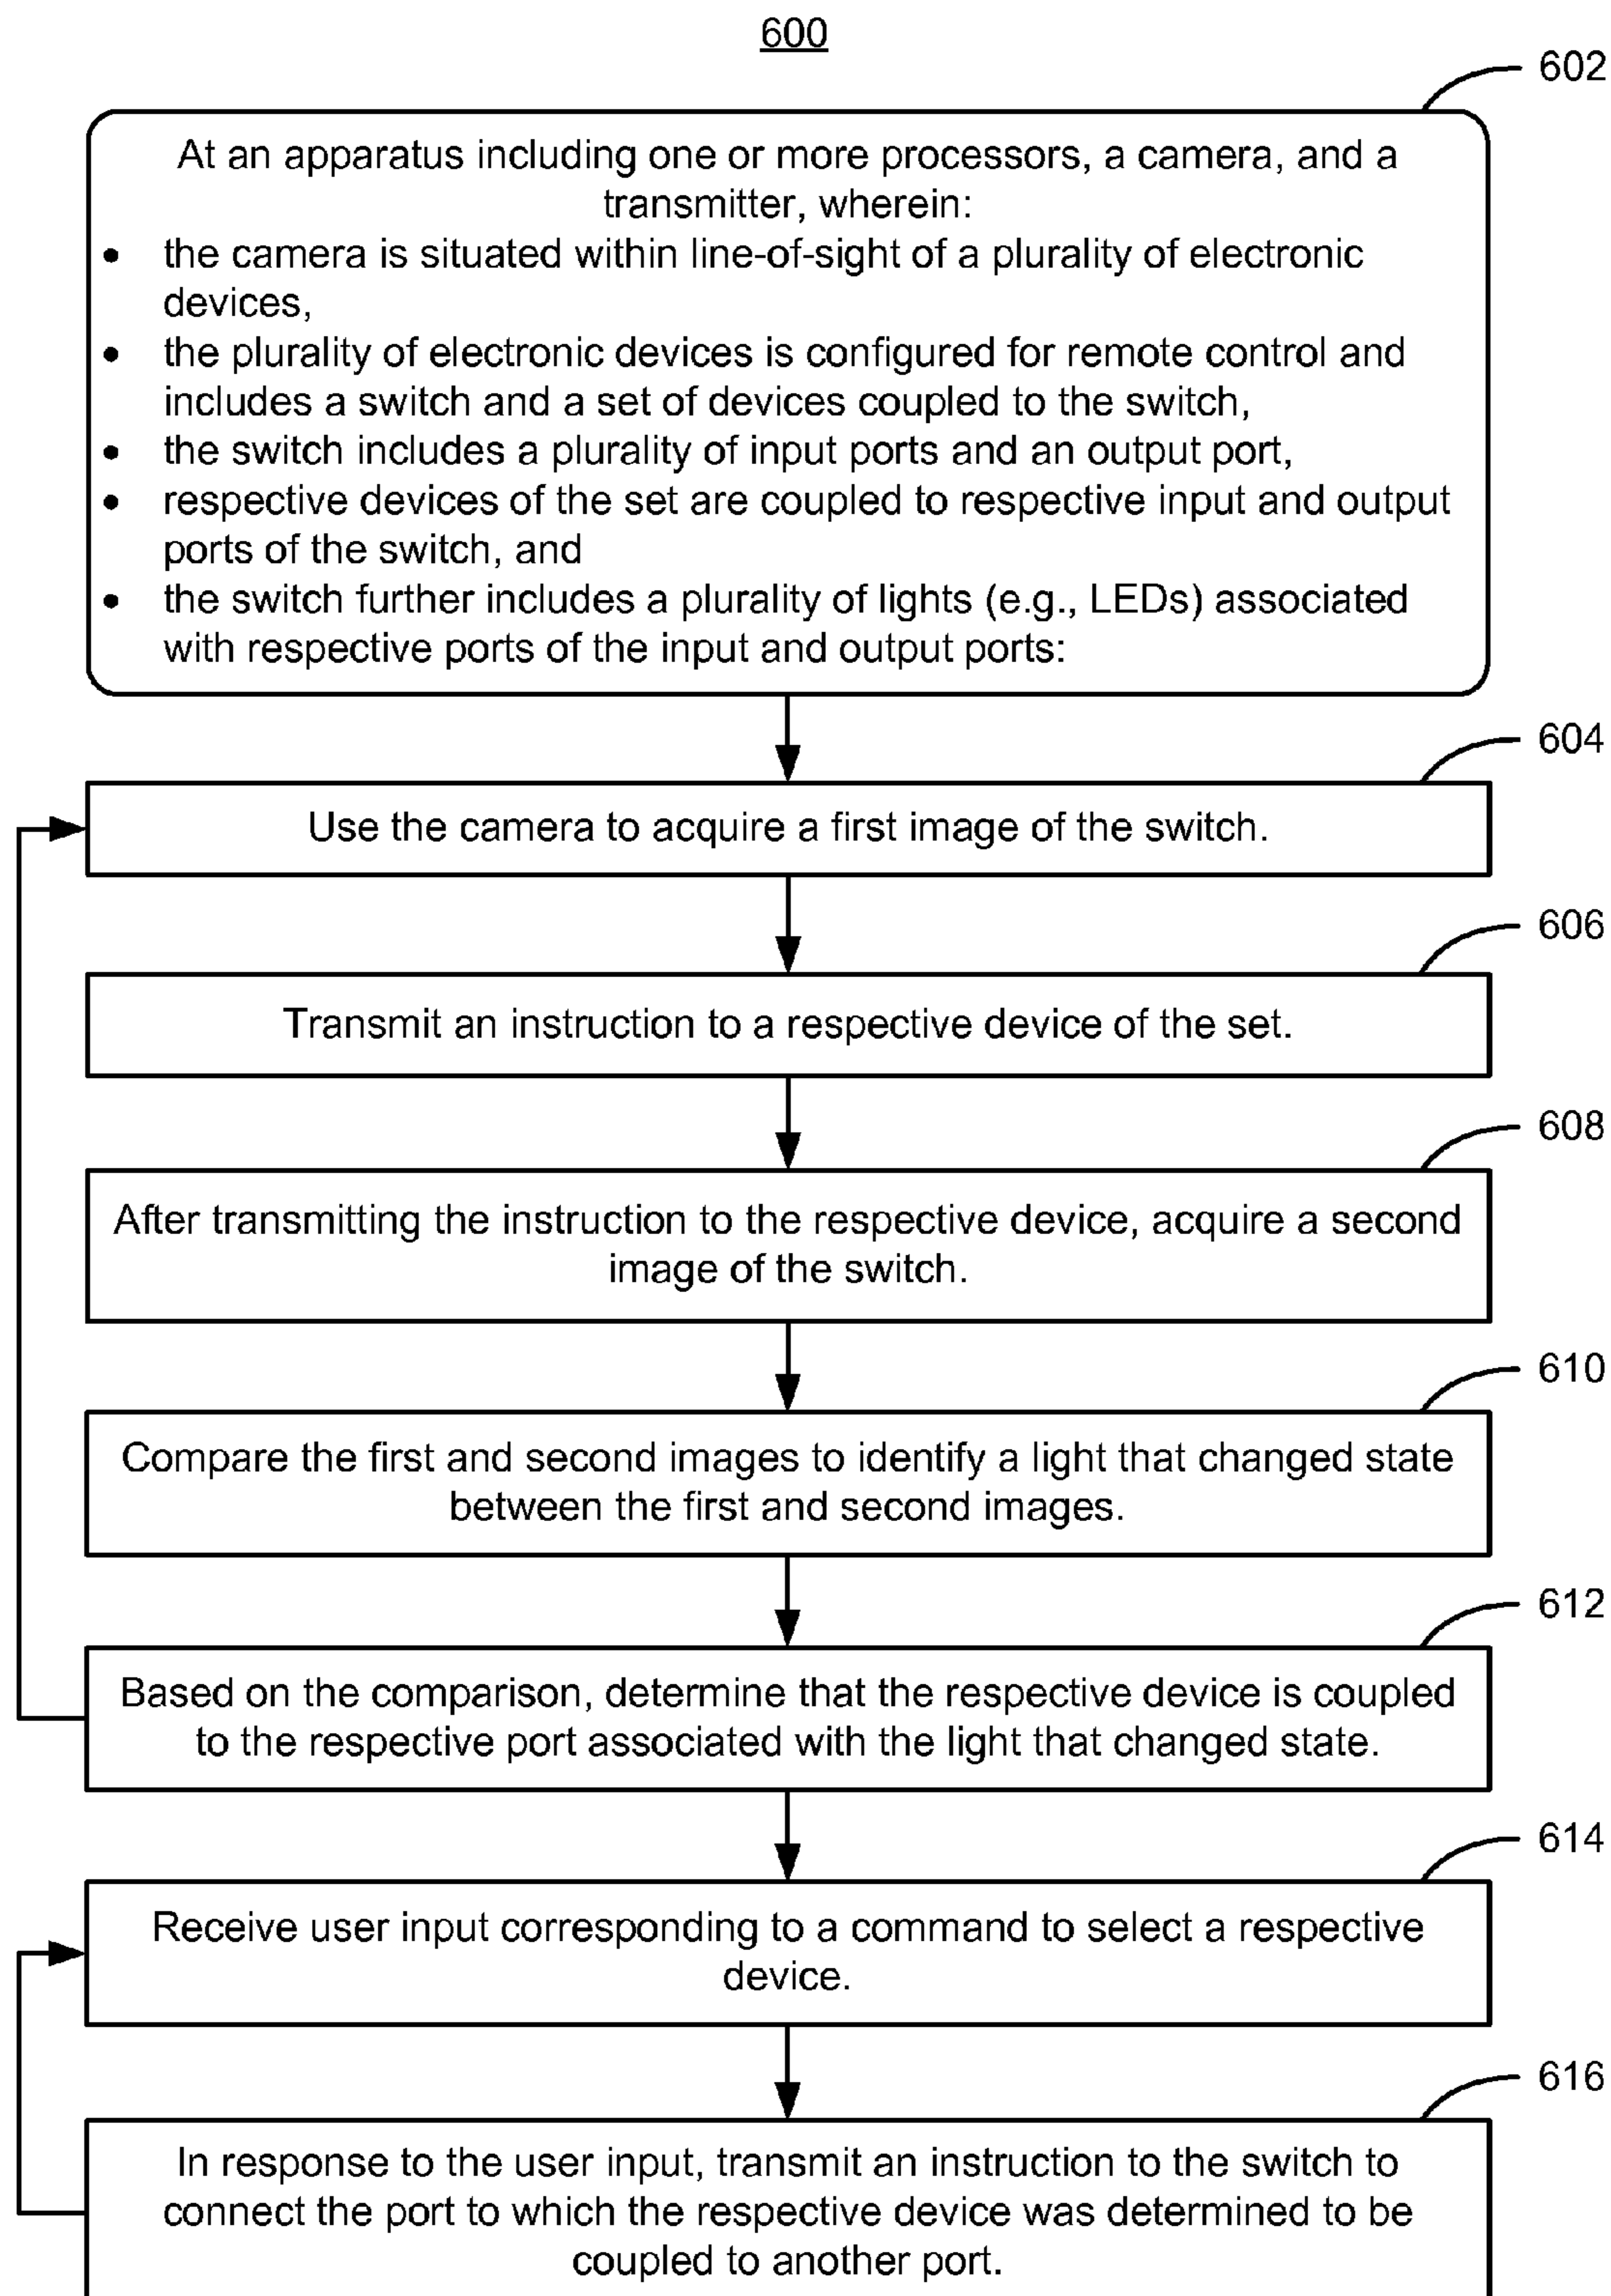 600
602
At an apparatus including one or more processors, a camera, and a
transmitter, wherein:
• the camera is situated within line-of-sight of a plurality of electronic
devices,
• the plurality of electronic devices is configured for remote control and
includes a switch and a set of devices coupled to the switch,
• the switch includes a plurality of input ports and an output port,
• respective devices of the set are coupled to respective input and output
ports of the switch, and
• the switch further includes a plurality of lights (e.g., LEDs) associated
with respective ports of the input and output ports:
604
Use the camera to acquire a first image of the switch.
606
Transmit an instruction to a respective device of the set.
608
After transmitting the instruction to the respective device, acquire a second
image of the switch.
610
Compare the first and second images to identify a light that changed state
between the first and second images.
612
Based on the comparison, determine that the respective device is coupled
to the respective port associated with the light that changed state.
614
Receive user input corresponding to a command to select a respective
device.
616
In response to the user input, transmit an instruction to the switch to
connect the port to which the respective device was determined to be
coupled to another port.